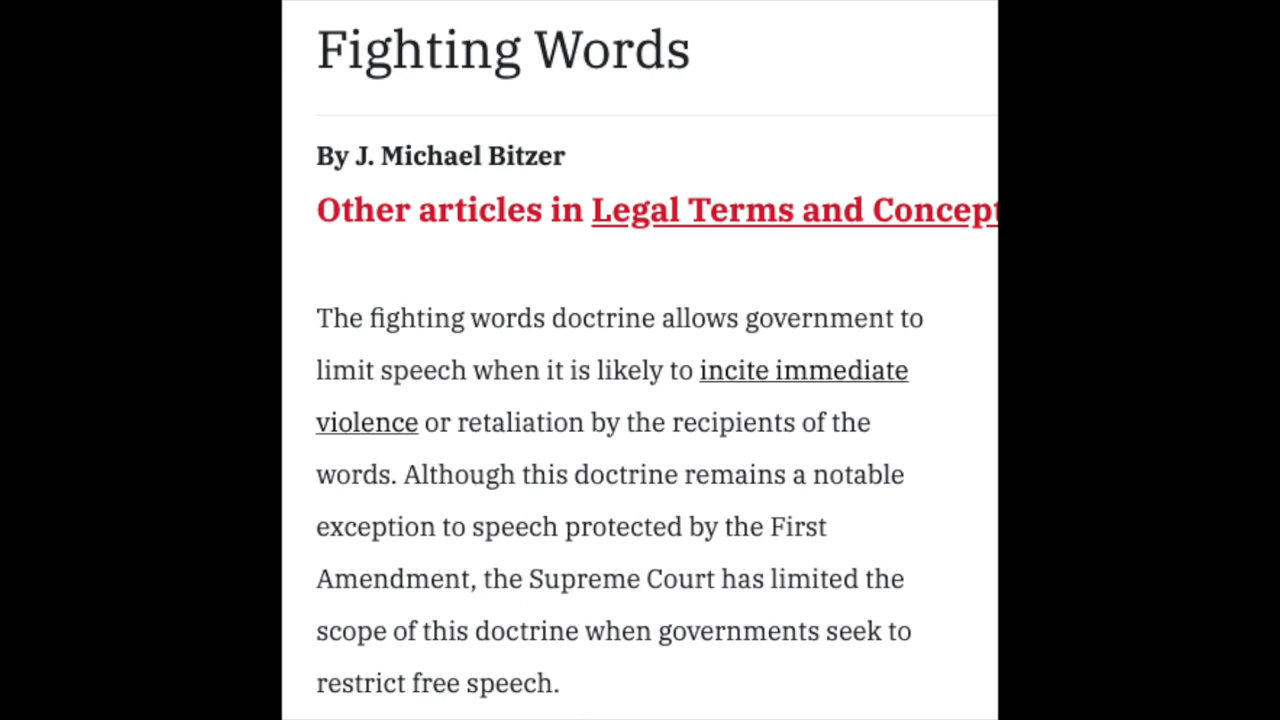 Fighting Words
By J. Michael Bitzer
Other articles in Legal Terms and Concept
The fighting words doctrine allows government to
limit speech when it is likely to incite immediate
violence or retaliation by the recipients of the
words. Although this doctrine remains a notable
exception to speech protected by the First
Amendment, the Supreme Court has limited the
scope of this doctrine when governments seek to
restrict free speech.